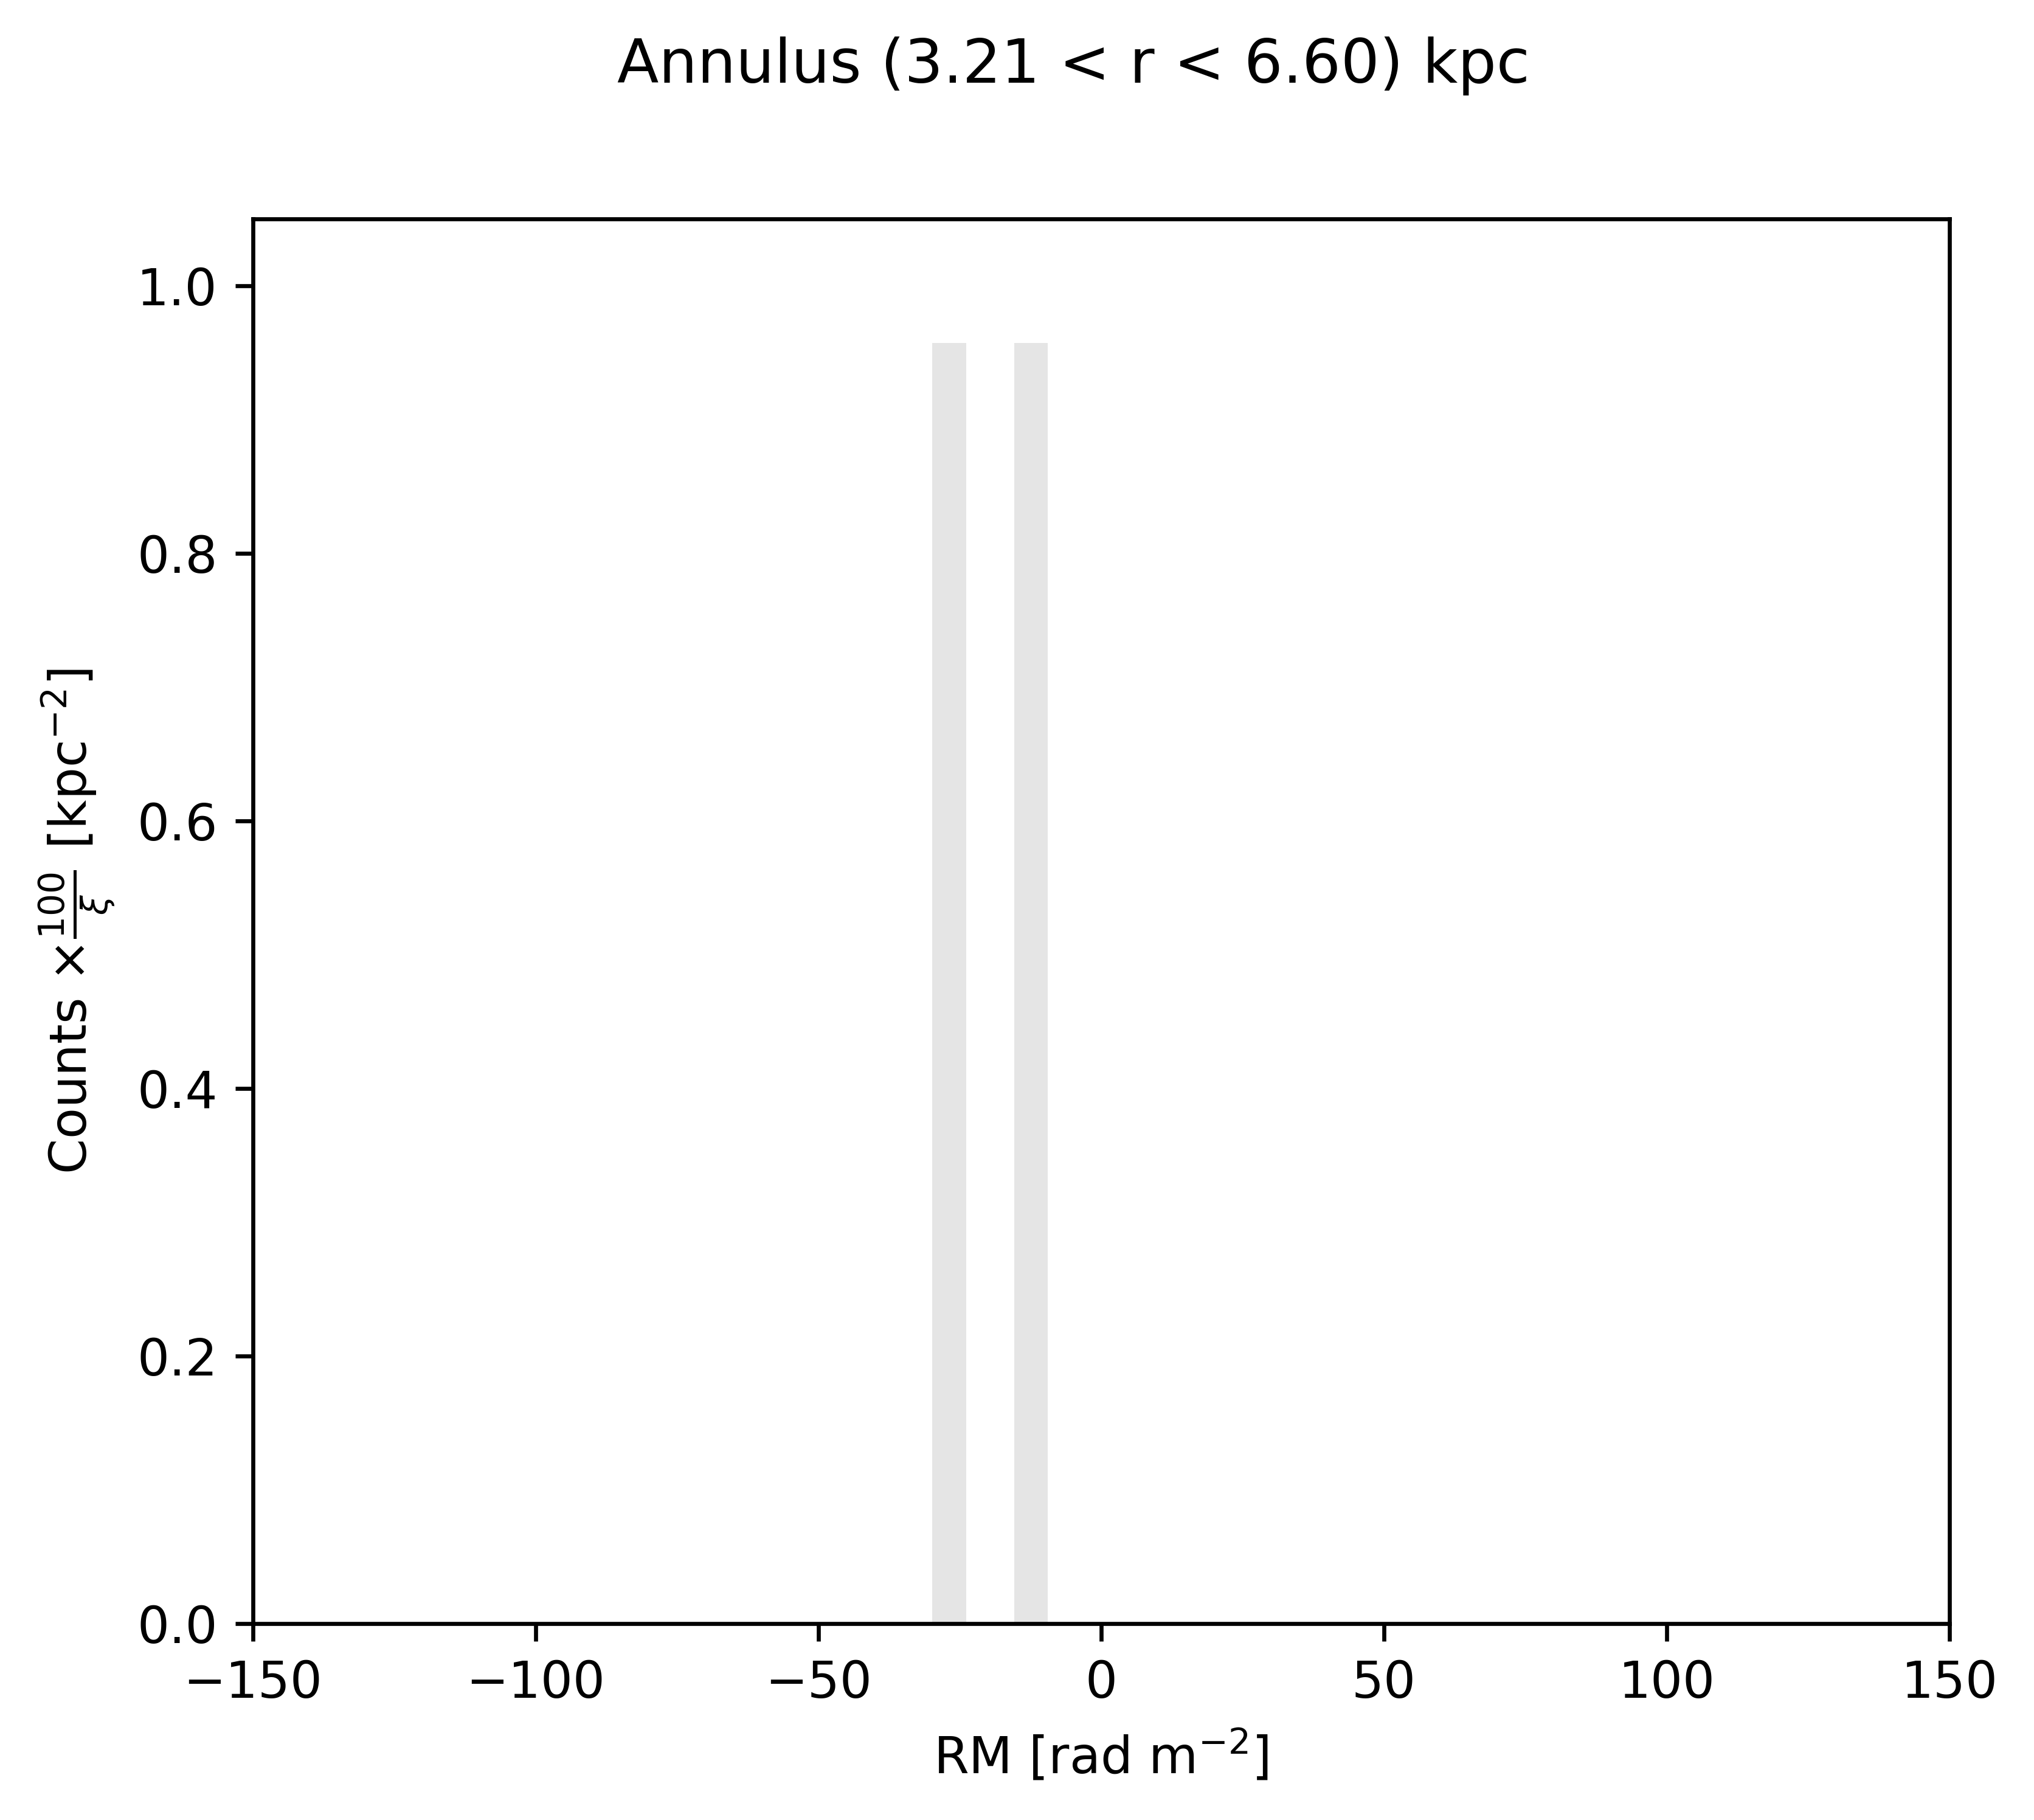 Annulus (3.21 < r < 6.60) kpc
1.0
0.8
0.6
0.4
0.2
0.0
Counts ×100/ξ [kpc⁻²]
−150 −100 −50 0 50 100 150
RM [rad m⁻²]